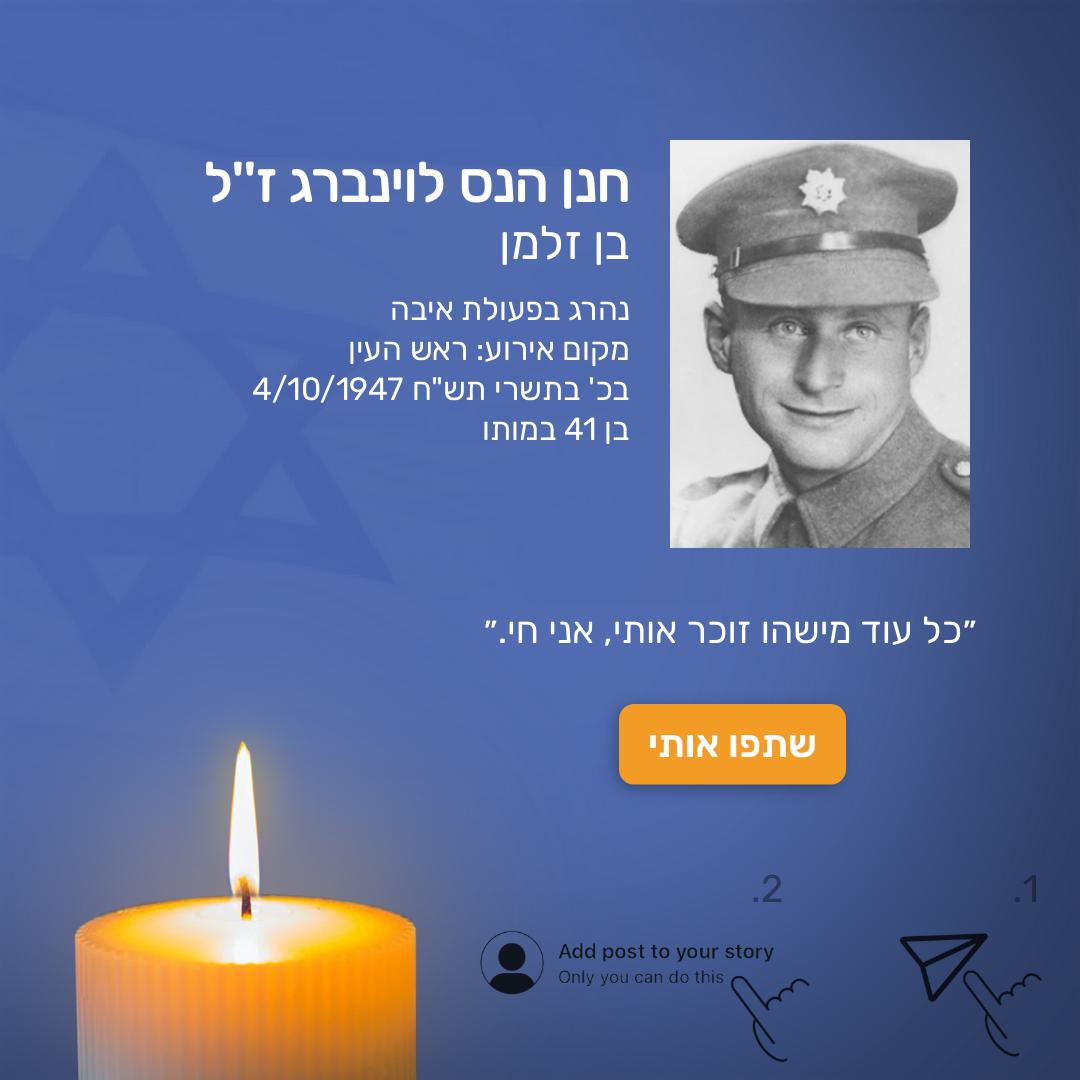 חנן הנס לוינברג ז"ל
בן זלמן
נהרג בפעולת איבה
מקום אירוע: ראש העין
בכ' בתשרי תש"ח 4/10/1947
בן 41 במותו
״כל עוד מישהו זוכר אותי, אני חי.״
שתפו אותי
1.
2.
Add post to your story
Only you can do this